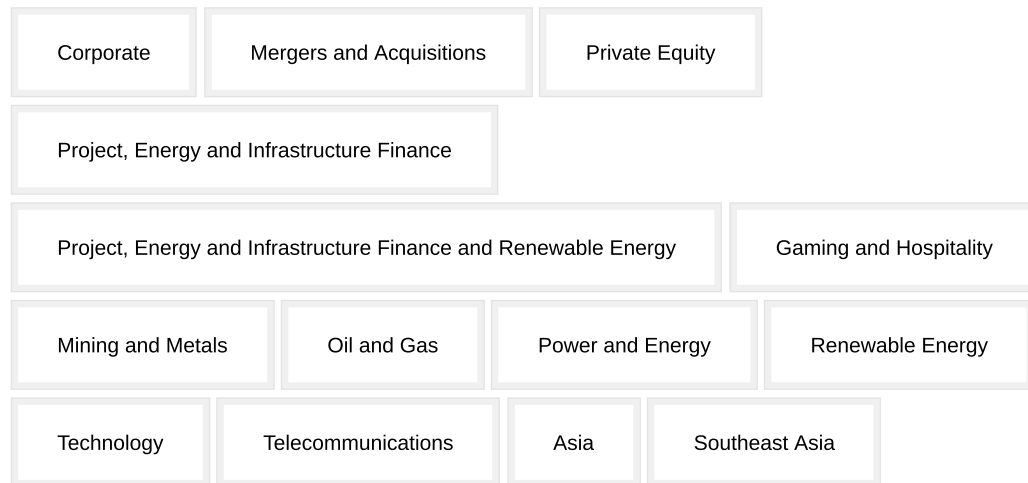 Corporate Mergers and Acquisitions Private Equity
Project, Energy and Infrastructure Finance
Project, Energy and Infrastructure Finance and Renewable Energy Gaming and Hospitality
Mining and Metals Oil and Gas Power and Energy Renewable Energy
Technology Telecommunications Asia Southeast Asia